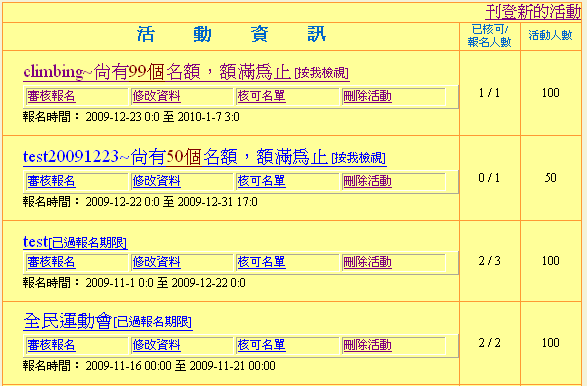 刊登新的活動
活 動 資 訊 已核可/報名人數 活動人數
climbing~尚有99個名額，額滿為止 [按我檢視]
審核報名 修改資料 核可名單 刪除活動 1 / 1 100
報名時間： 2009-12-23 0:0 至 2010-1-7 3:0
test20091223~尚有50個名額，額滿為止 [按我檢視]
審核報名 修改資料 核可名單 刪除活動 0 / 1 50
報名時間： 2009-12-22 0:0 至 2009-12-31 17:0
test[已過報名期限]
審核報名 修改資料 核可名單 刪除活動 2 / 3 100
報名時間： 2009-11-1 0:0 至 2009-12-22 0:0
全民運動會[已過報名期限]
審核報名 修改資料 核可名單 刪除活動 2 / 2 100
報名時間： 2009-11-16 00:00 至 2009-11-21 00:00